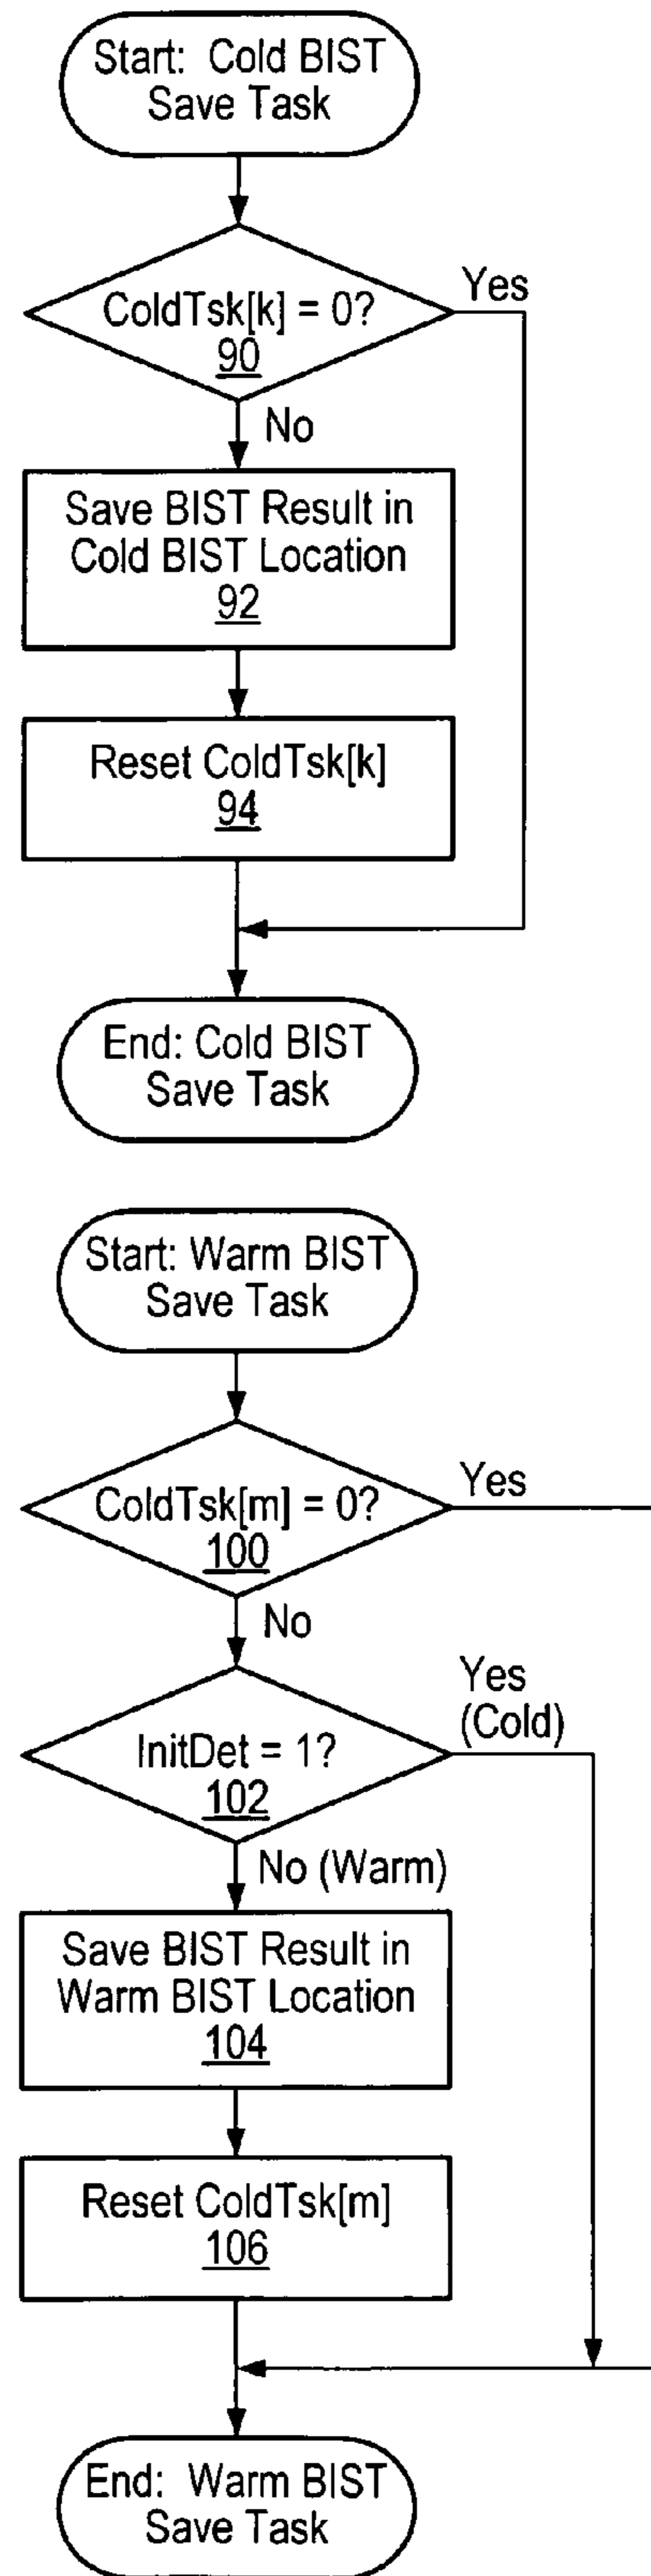 Start: Cold BIST
Save Task
Yes
ColdTsk[k] = 0?
90
No
Save BIST Result in
Cold BIST Location
92
Reset ColdTsk[k]
94
End: Cold BIST
Save Task
Start: Warm BIST
Save Task
Yes
ColdTsk[m] = 0?
100
No
Yes
(Cold)
InitDet = 1?
102
No (Warm)
Save BIST Result in
Warm BIST Location
104
Reset ColdTsk[m]
106
End: Warm BIST
Save Task